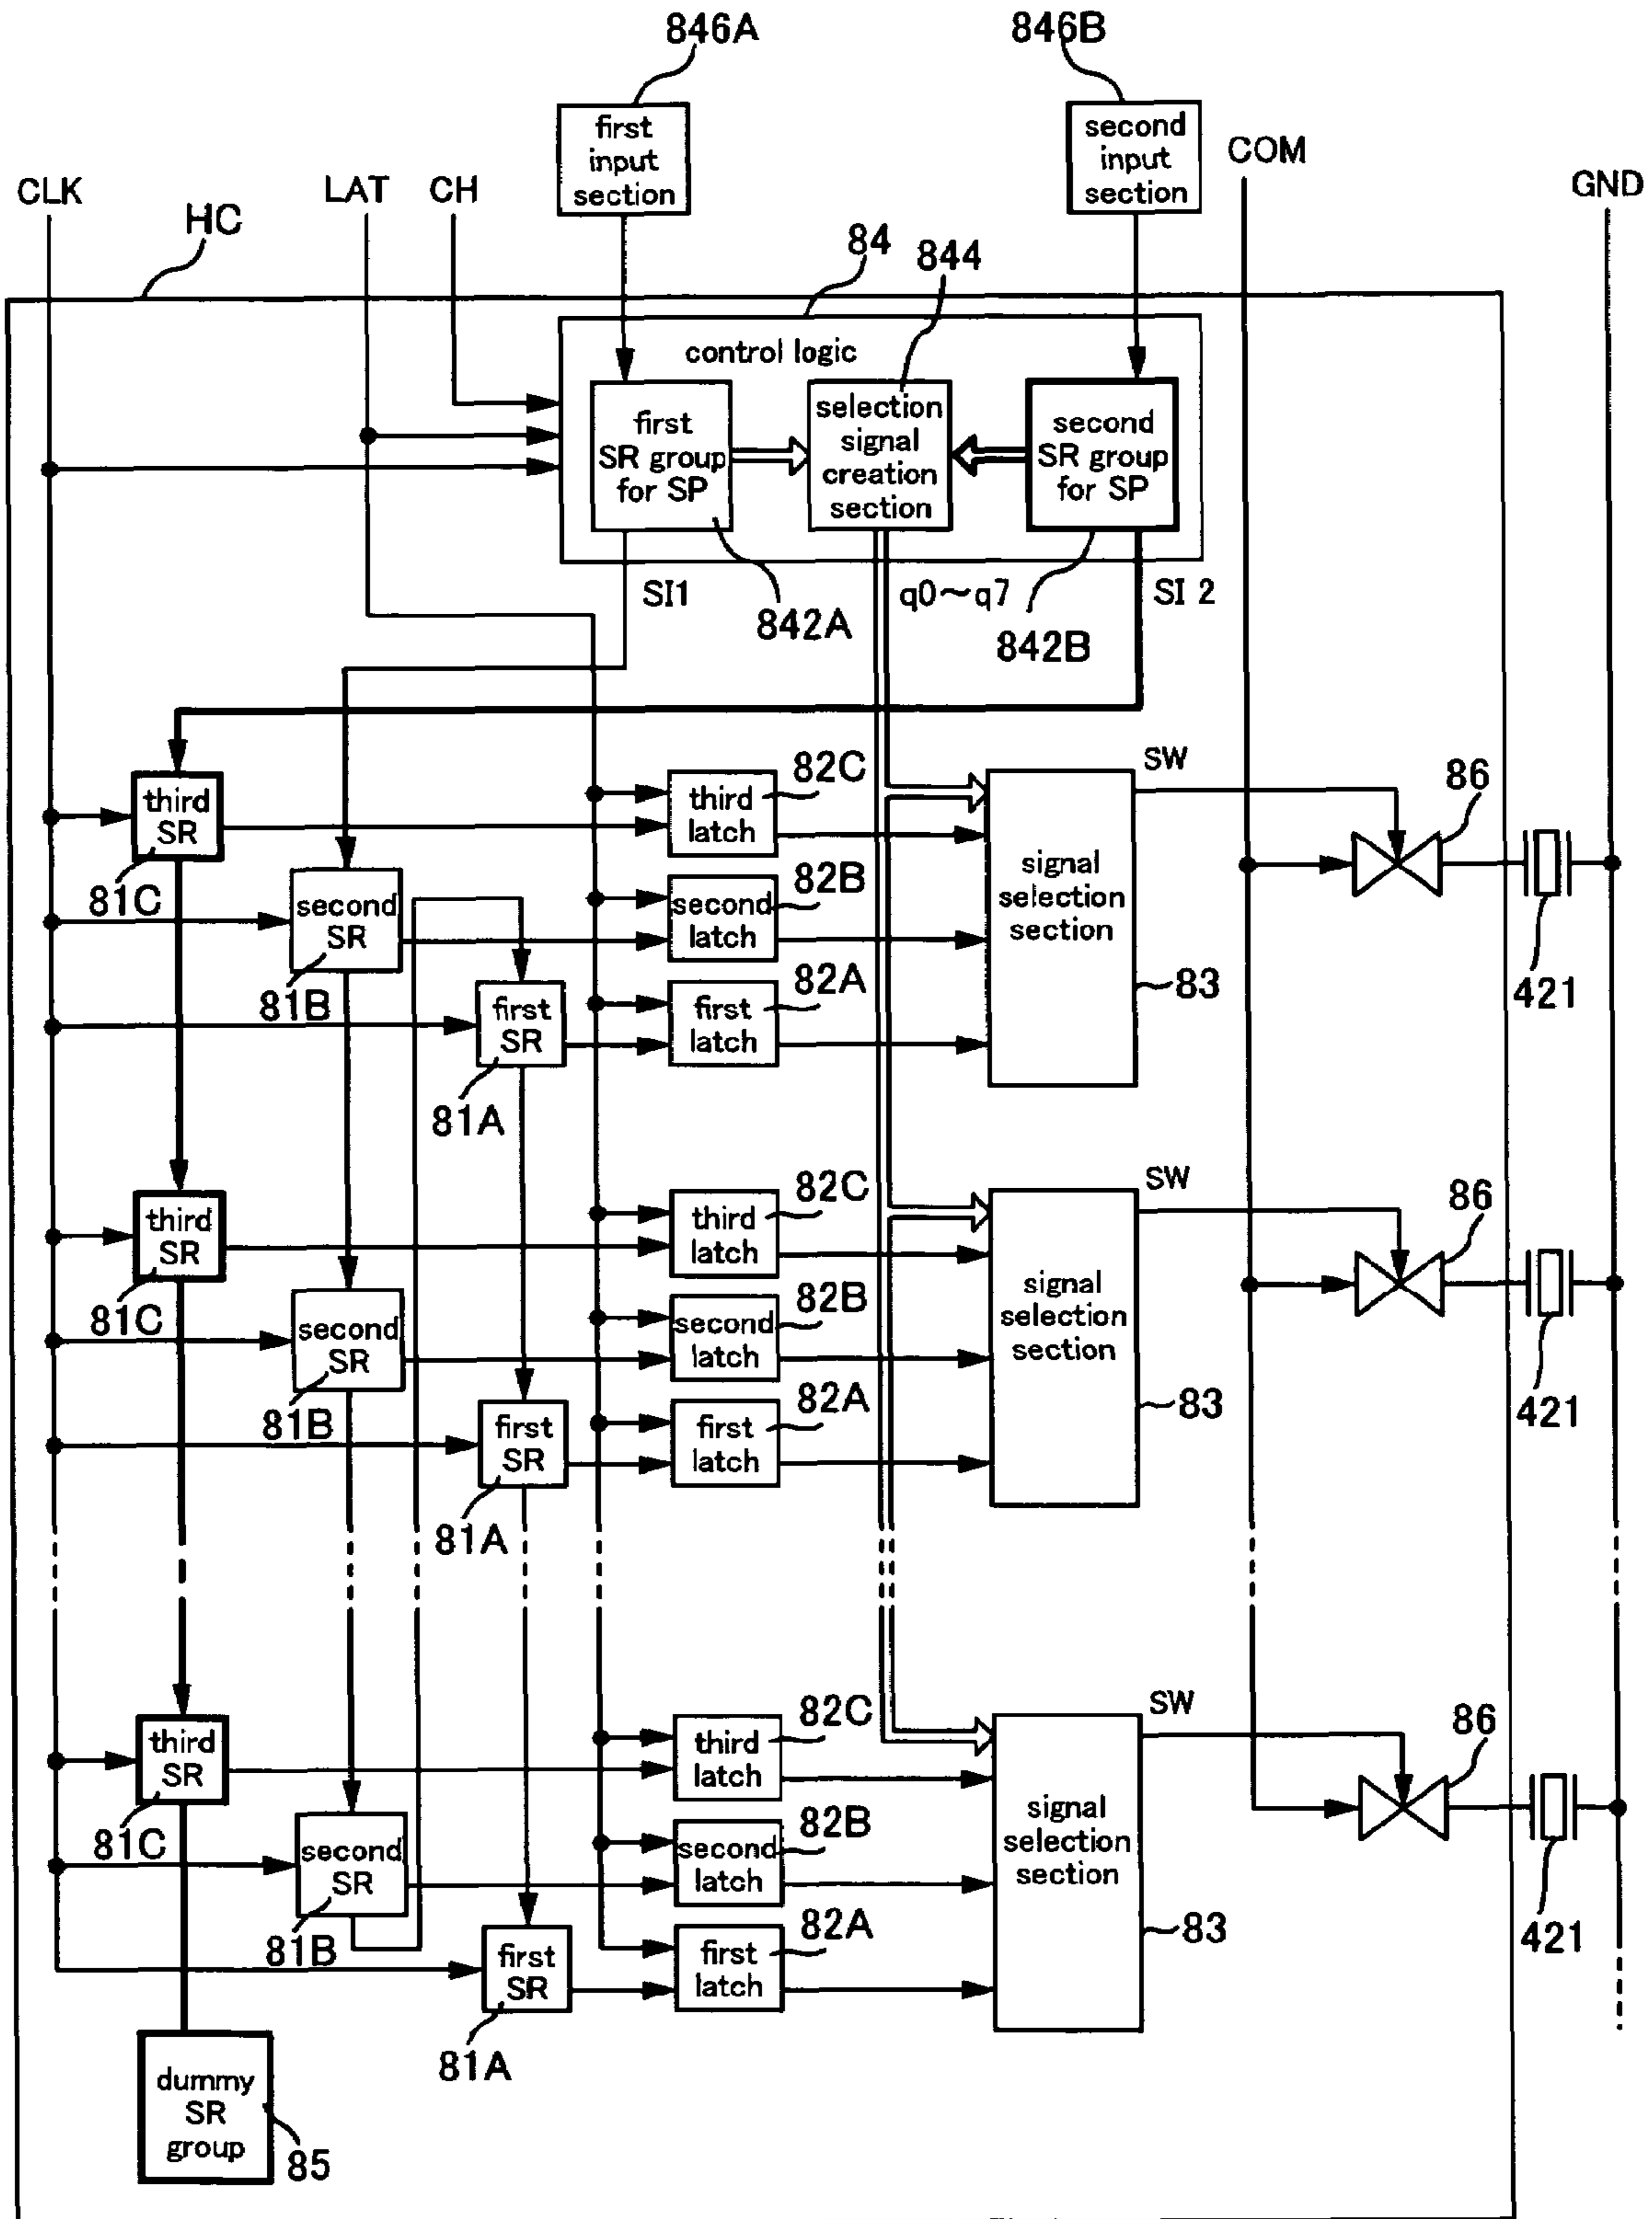 846A
846B
first
input
section
second
input
section
COM
CLK
LAT
CH
GND
HC
84
844
control logic
first
SR group
for SP
selection
signal
creation
section
second
SR group
for SP
SI1
842A
q0～q7
842B
SI 2
third
SR
81C
second
SR
81B
first
SR
81A
third
latch
82C
second
latch
82B
first
latch
82A
signal
selection
section
83
SW
86
421
third
SR
81C
second
SR
81B
first
SR
81A
third
latch
82C
second
latch
82B
first
latch
82A
signal
selection
section
83
SW
86
421
third
SR
81C
second
SR
81B
first
SR
81A
third
latch
82C
second
latch
82B
first
latch
82A
signal
selection
section
83
SW
86
421
dummy
SR
group
85